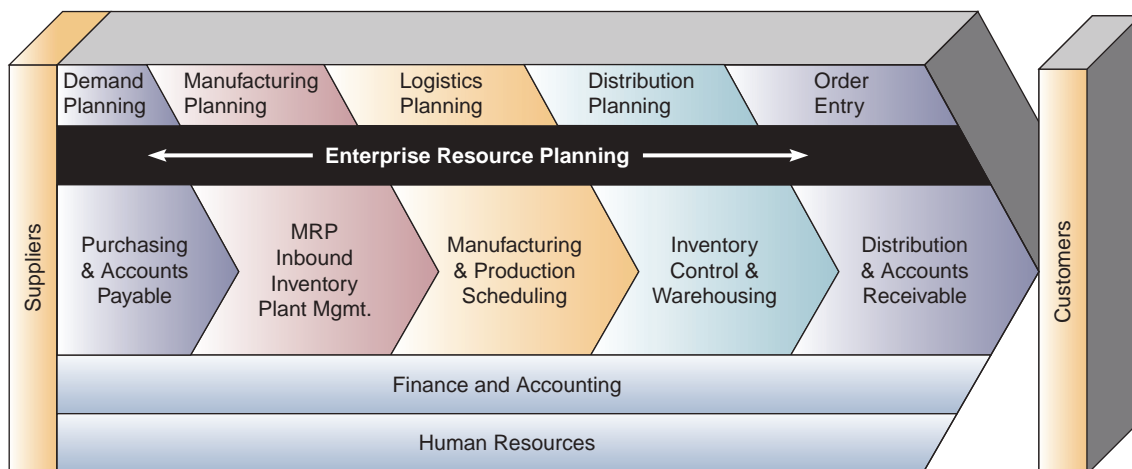 Suppliers
Demand
Planning
Manufacturing
Planning
Logistics
Planning
Distribution
Planning
Order
Entry
Enterprise Resource Planning
Purchasing
& Accounts
Payable
MRP
Inbound
Inventory
Plant Mgmt.
Manufacturing
& Production
Scheduling
Inventory
Control &
Warehousing
Distribution
& Accounts
Receivable
Finance and Accounting
Human Resources
Customers